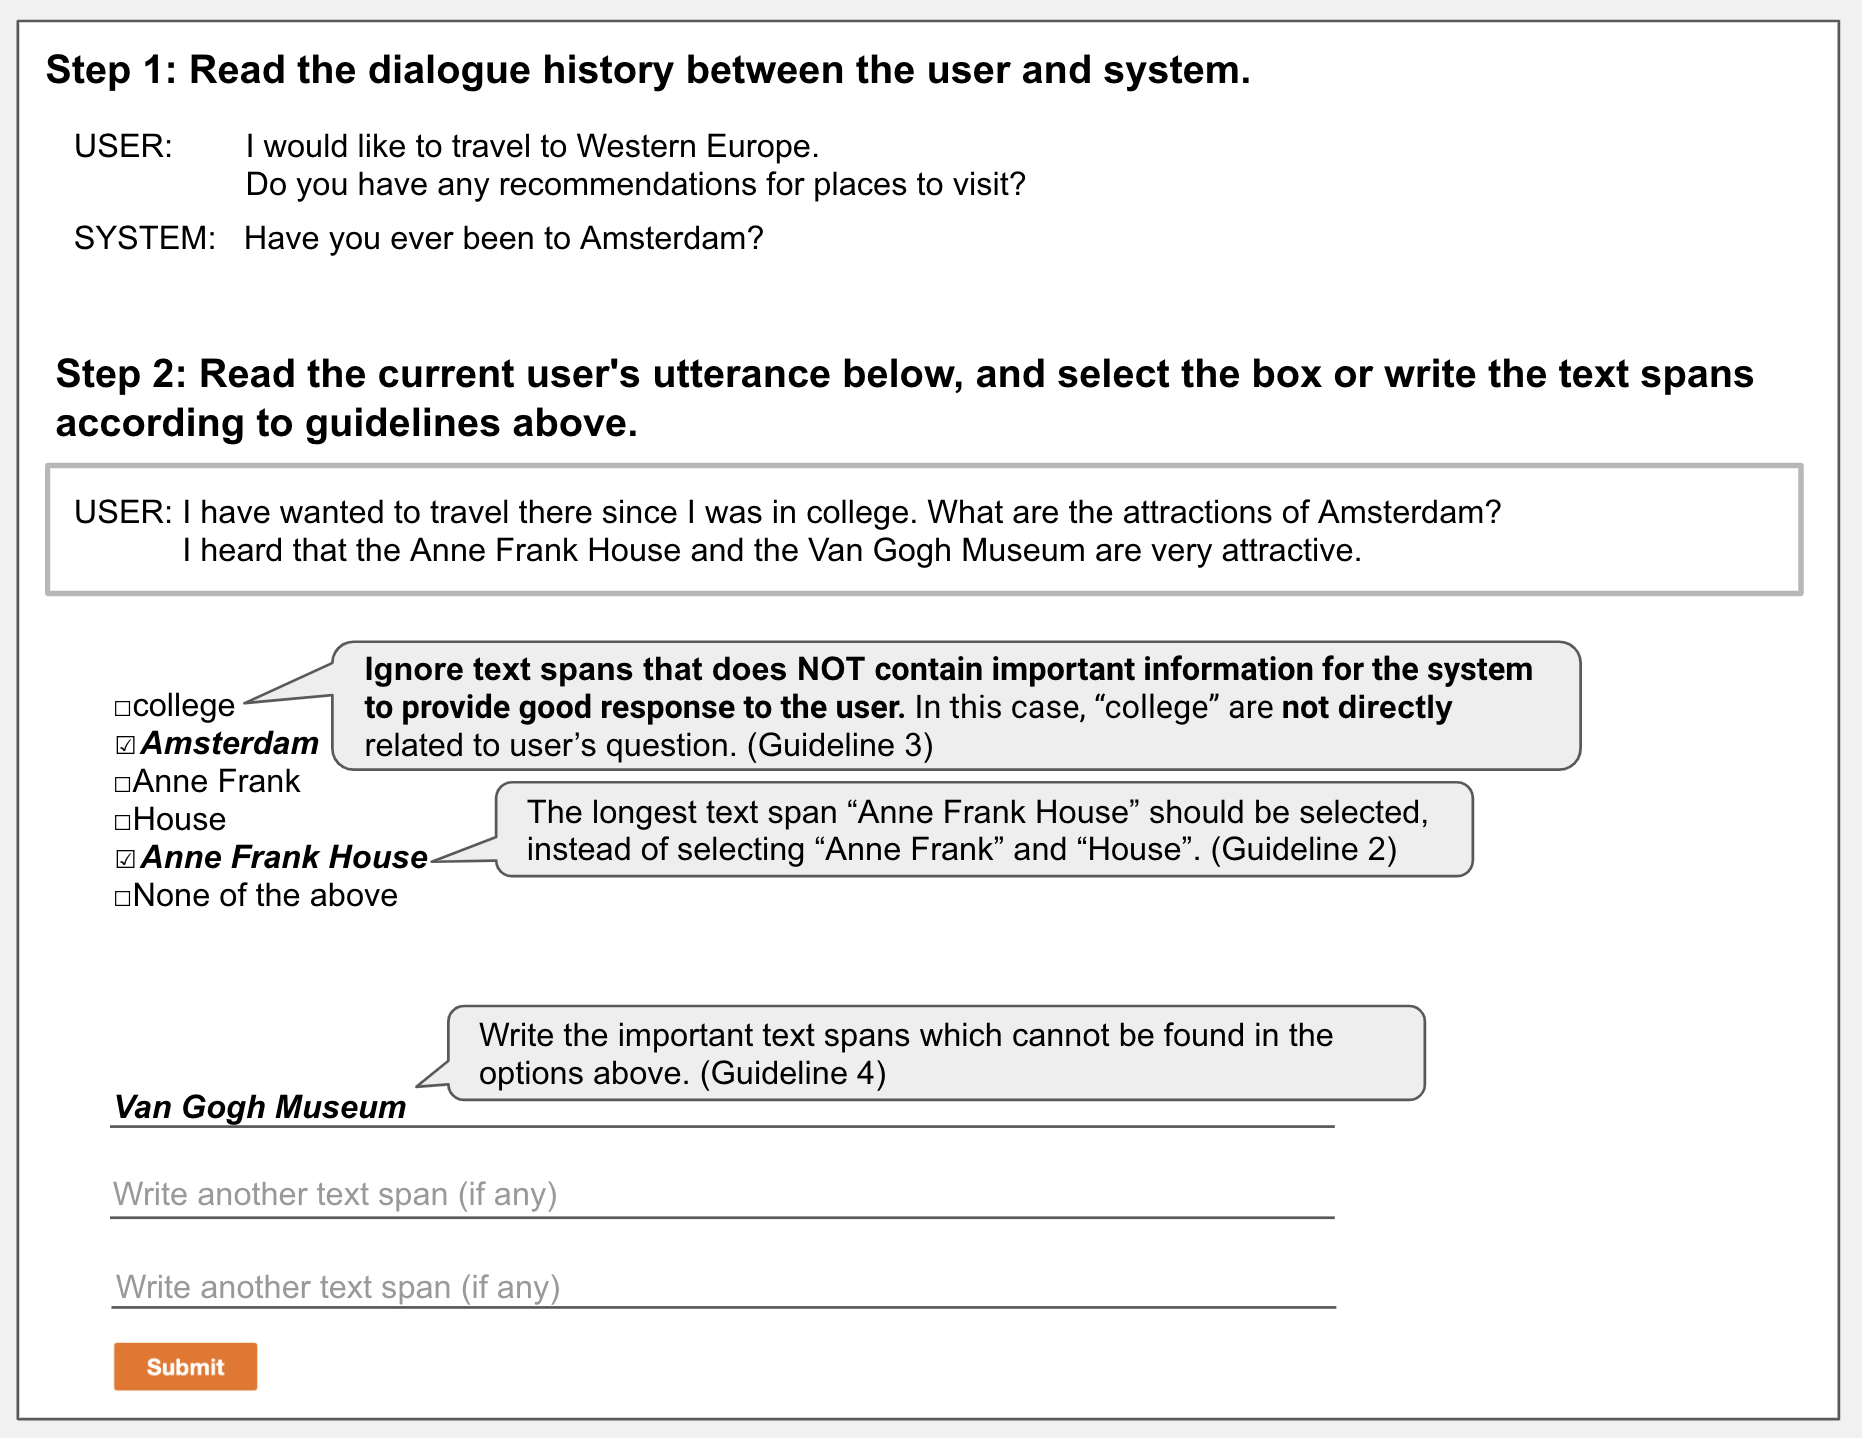 Step 1: Read the dialogue history between the user and system.
USER: I would like to travel to Western Europe.
Do you have any recommendations for places to visit?
SYSTEM: Have you ever been to Amsterdam?
Step 2: Read the current user's utterance below, and select the box or write the text spans
according to guidelines above.
USER: I have wanted to travel there since I was in college. What are the attractions of Amsterdam?
I heard that the Anne Frank House and the Van Gogh Museum are very attractive.
Ignore text spans that does NOT contain important information for the system
to provide good response to the user. In this case, “college” are not directly
related to user’s question. (Guideline 3)
☐college
☑Amsterdam
☐Anne Frank
☐House
☑Anne Frank House
☐None of the above
The longest text span “Anne Frank House” should be selected,
instead of selecting “Anne Frank” and “House”. (Guideline 2)
Write the important text spans which cannot be found in the
options above. (Guideline 4)
Van Gogh Museum
Write another text span (if any)
Write another text span (if any)
Submit